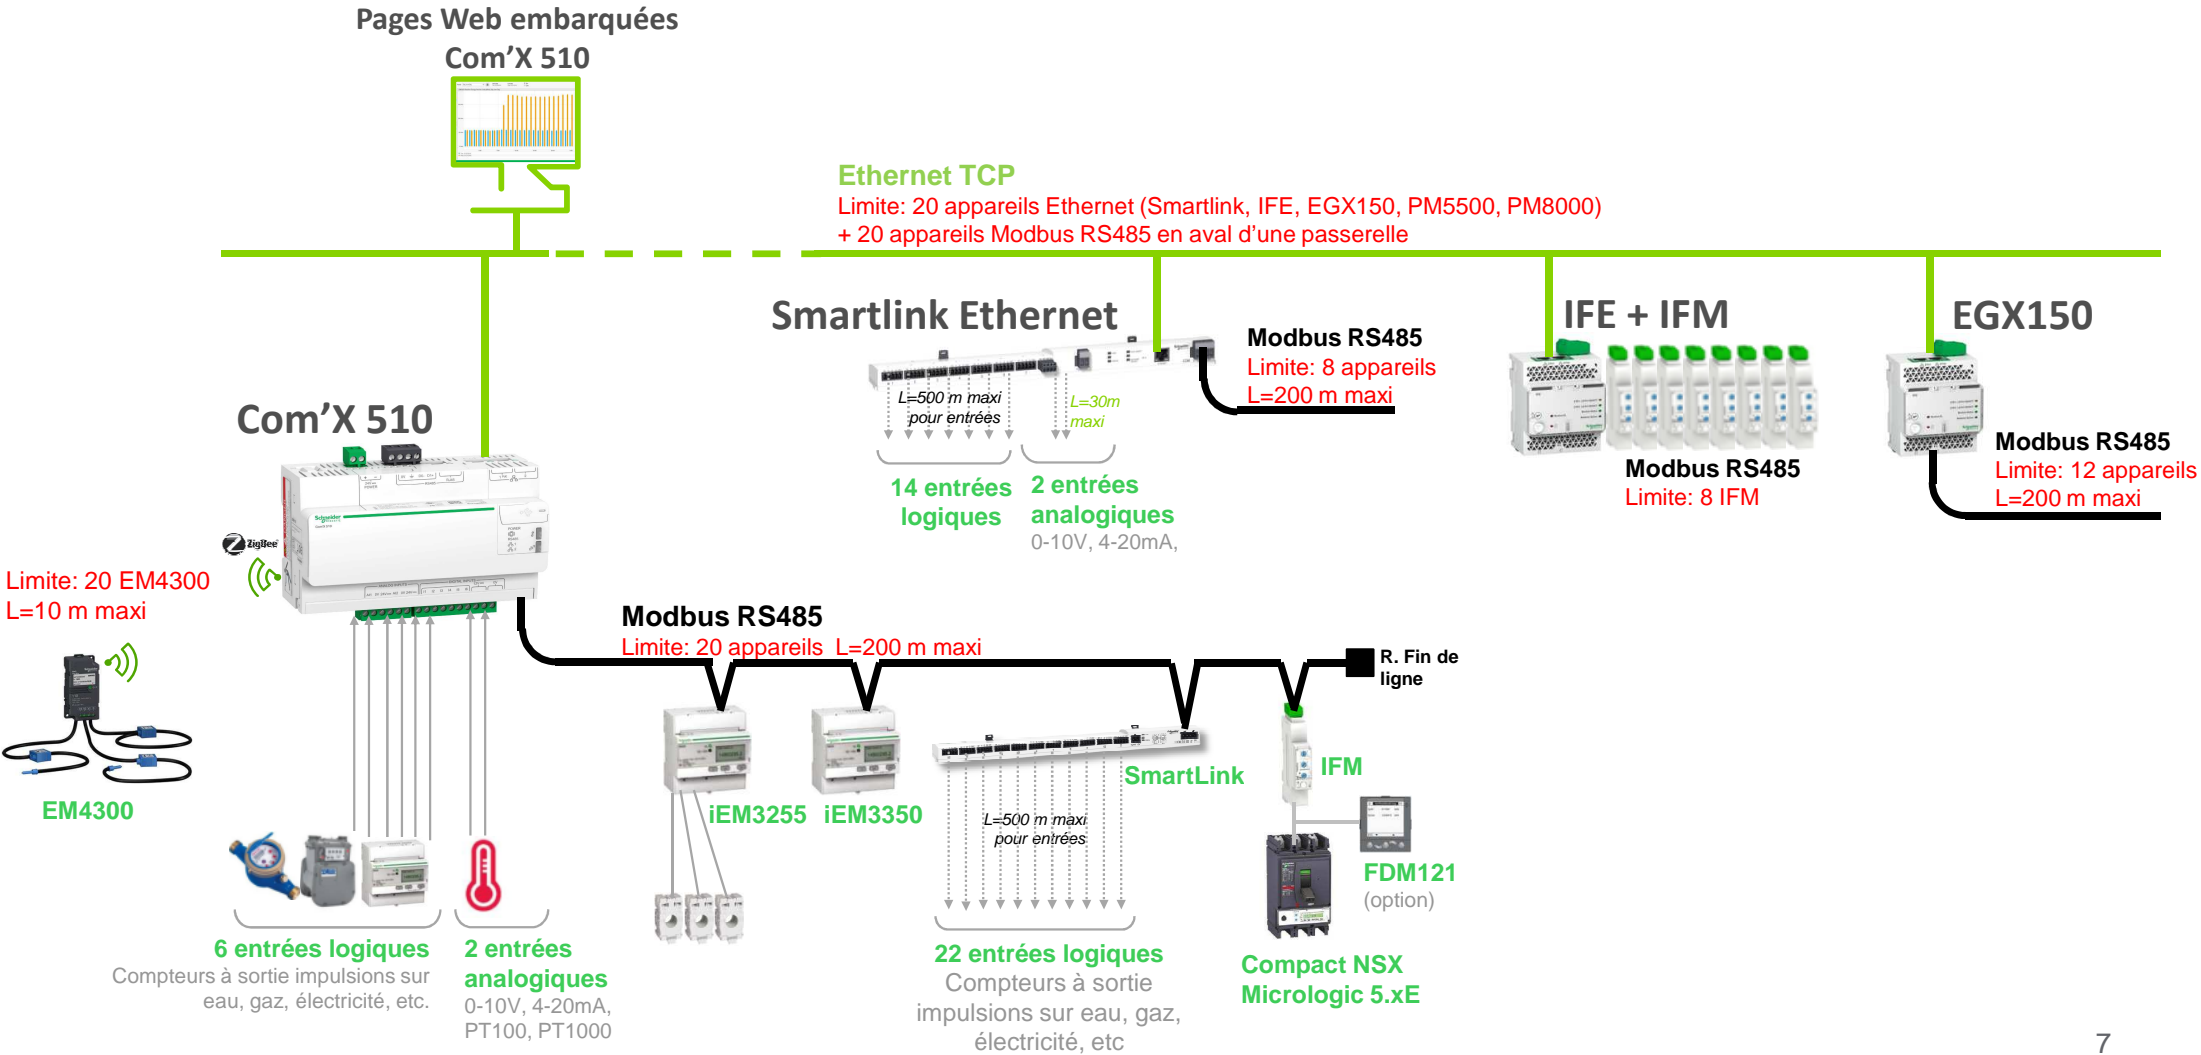 Pages Web embarquées
Com’X 510
Ethernet TCP
Limite: 20 appareils Ethernet (Smartlink, IFE, EGX150, PM5500, PM8000)
+ 20 appareils Modbus RS485 en aval d’une passerelle
Smartlink Ethernet
IFE + IFM
EGX150
Modbus RS485
Limite: 8 appareils
L=200 m maxi
L=500 m maxi
pour entrées
L=30m
maxi
14 entrées
logiques
2 entrées
analogiques
0-10V, 4-20mA,
Modbus RS485
Limite: 8 IFM
Modbus RS485
Limite: 12 appareils
L=200 m maxi
Com’X 510
Schneider
Electric
POWER
ZigBee
Limite: 20 EM4300
L=10 m maxi
EM4300
Modbus RS485
Limite: 20 appareils L=200 m maxi
R. Fin de
ligne
iEM3255
iEM3350
SmartLink
L=500 m maxi
pour entrées
IFM
FDM121
(option)
6 entrées logiques
Compteurs à sortie impulsions sur
eau, gaz, électricité, etc.
2 entrées
analogiques
0-10V, 4-20mA,
PT100, PT1000
22 entrées logiques
Compteurs à sortie
impulsions sur eau, gaz,
électricité, etc
Compact NSX
Micrologic 5.xE
7